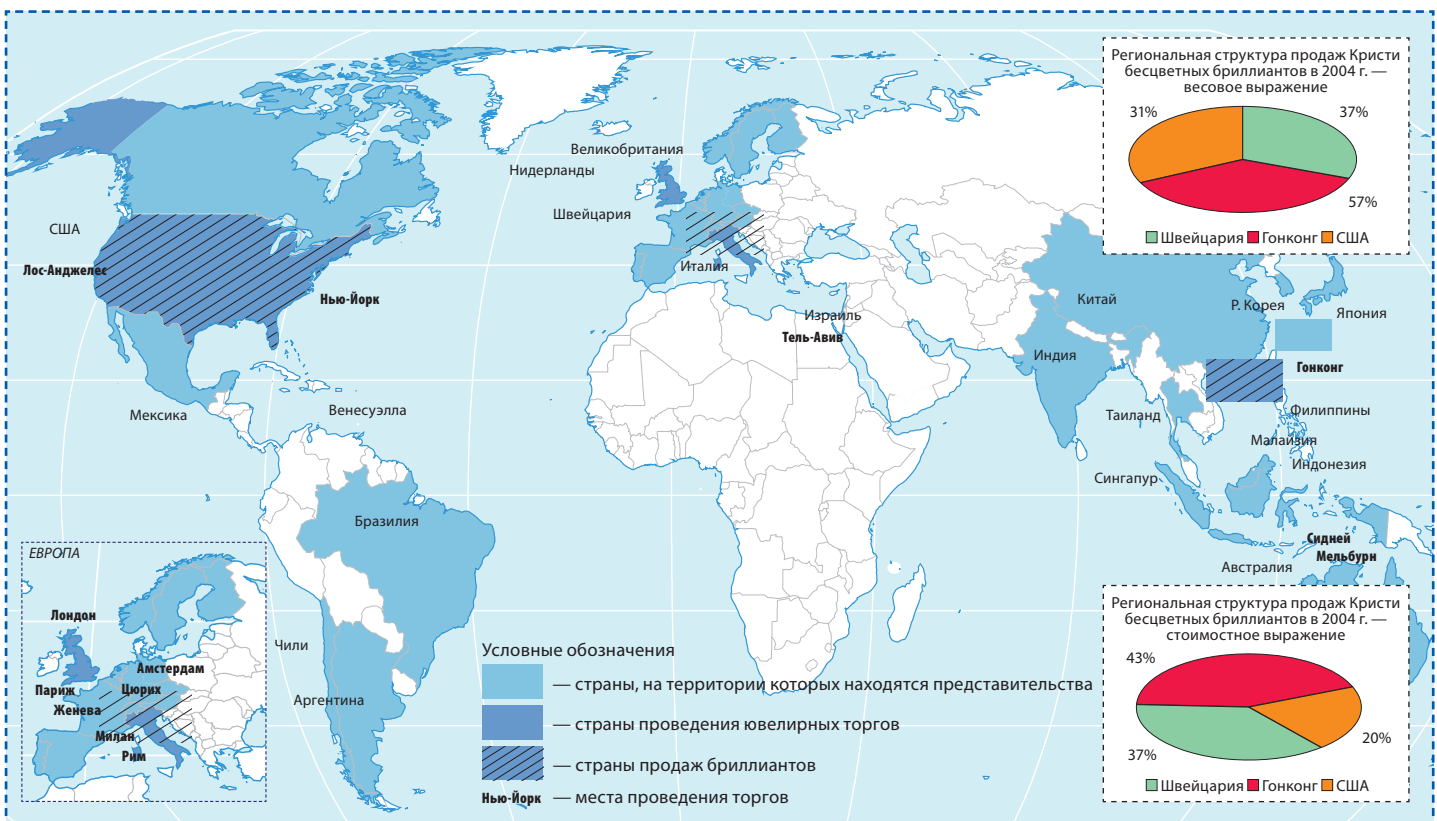 Региональная структура продаж Кристи
бесцветных бриллиантов в 2004 г. —
весовое выражение
31%
37%
57%
Швейцария Гонконг США
Великобритания
Нидерланды
Швейцария
США
Италия
Лос-Анджелес
Нью-Йорк
Израиль
Тель-Авив
Китай
Р. Корея
Япония
Индия
Гонконг
Мексика
Венесуэлла
Таиланд
Филиппины
Малайзия
Индонезия
Сингапур
Бразилия
Сидней
Мельбурн
Австралия
ЕВРОПА
Лондон
Амстердам
Париж
Цюрих
Женева
Милан
Рим
Чили
Аргентина
Условные обозначения
— страны, на территории которых находятся представительства
— страны проведения ювелирных торгов
— страны продаж бриллиантов
Нью-Йорк — места проведения торгов
Региональная структура продаж Кристи
бесцветных бриллиантов в 2004 г. —
стоимостное выражение
43%
20%
37%
Швейцария Гонконг США